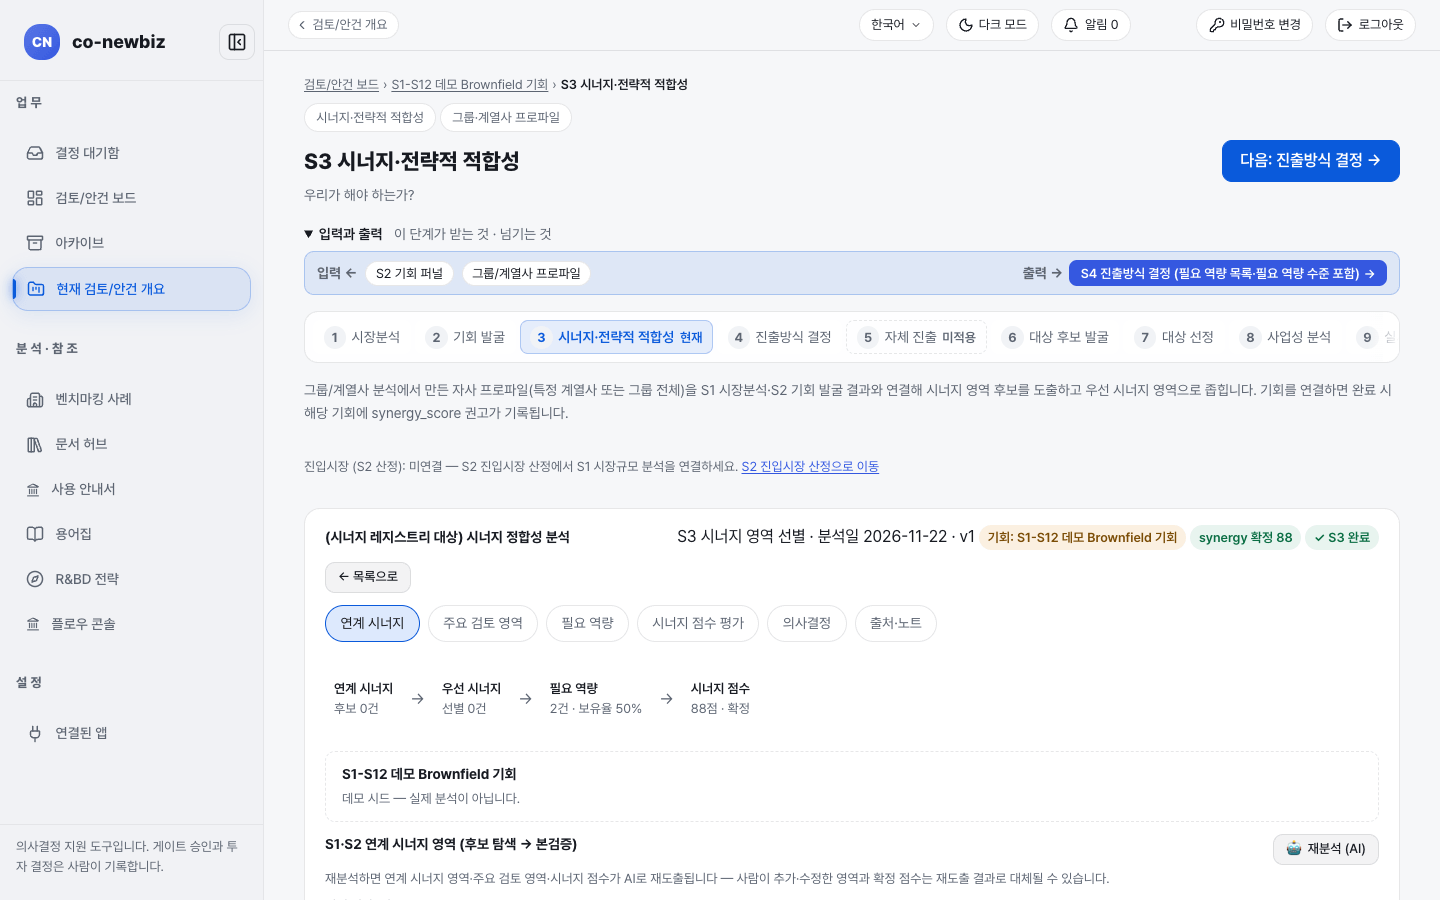 CN co-newbiz
업무
결정 대기함
검토/안건 보드
아카이브
현재 검토/안건 개요
분석·참조
벤치마킹 사례
문서 허브
사용 안내서
용어집
R&BD 전략
플로우 콘솔
설정
연결된 앱
의사결정 지원 도구입니다. 게이트 승인과 투
자 결정은 사람이 기록합니다.
검토/안건 개요
한국어
다크 모드
알림 0
비밀번호 변경
로그아웃
검토/안건 보드 › S1-S12 데모 Brownfield 기회 › S3 시너지·전략적 적합성
시너지·전략적 적합성
그룹·계열사 프로파일
S3 시너지·전략적 적합성
다음: 진출방식 결정 →
우리가 해야 하는가?
▼ 입력과 출력 이 단계가 받는 것 · 넘기는 것
입력 ← S2 기회 퍼널 그룹/계열사 프로파일
출력 → S4 진출방식 결정 (필요 역량 목록·필요 역량 수준 포함) →
1 시장분석
2 기회 발굴
3 시너지·전략적 적합성 현재
4 진출방식 결정
5 자체 진출 미적용
6 대상 후보 발굴
7 대상 선정
8 사업성 분석
9
그룹/계열사 분석에서 만든 자사 프로파일(특정 계열사 또는 그룹 전체)을 S1 시장분석·S2 기회 발굴 결과와 연결해 시너지 영역 후보를 도출하고 우선 시너지 영역으로 좁힙니다. 기회를 연결하면 완료 시
해당 기회에 synergy_score 권고가 기록됩니다.
진입시장 (S2 산정): 미연결 — S2 진입시장 산정에서 S1 시장규모 분석을 연결하세요. S2 진입시장 산정으로 이동
(시너지 레지스트리 대상) 시너지 정합성 분석
S3 시너지 영역 선별 · 분석일 2026-11-22 · v1 기회: S1-S12 데모 Brownfield 기회 synergy 확정 88 ✓ S3 완료
← 목록으로
연계 시너지
주요 검토 영역
필요 역량
시너지 점수 평가
의사결정
출처·노트
연계 시너지
후보 0건
→
우선 시너지
선별 0건
→
필요 역량
2건 · 보유율 50%
→
시너지 점수
88점 · 확정
S1-S12 데모 Brownfield 기회
데모 시드 — 실제 분석이 아닙니다.
S1·S2 연계 시너지 영역 (후보 탐색 → 본검증)
재분석 (AI)
재분석하면 연계 시너지 영역·주요 검토 영역·시너지 점수가 AI로 재도출됩니다 — 사람이 추가·수정한 영역과 확정 점수는 재도출 결과로 대체될 수 있습니다.